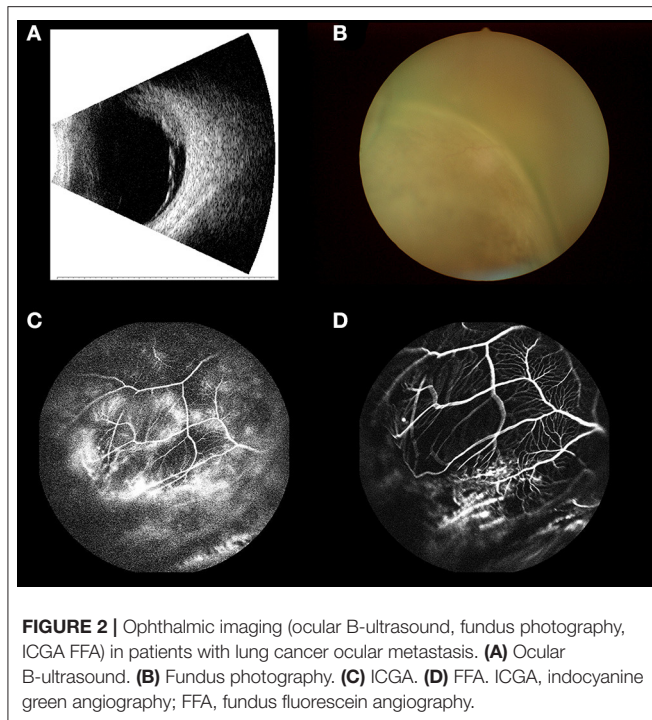 A
B
C
D
FIGURE 2 | Ophthalmic imaging (ocular B-ultrasound, fundus photography,
ICGA FFA) in patients with lung cancer ocular metastasis. (A) Ocular
B-ultrasound. (B) Fundus photography. (C) ICGA. (D) FFA. ICGA, indocyanine
green angiography; FFA, fundus fluorescein angiography.